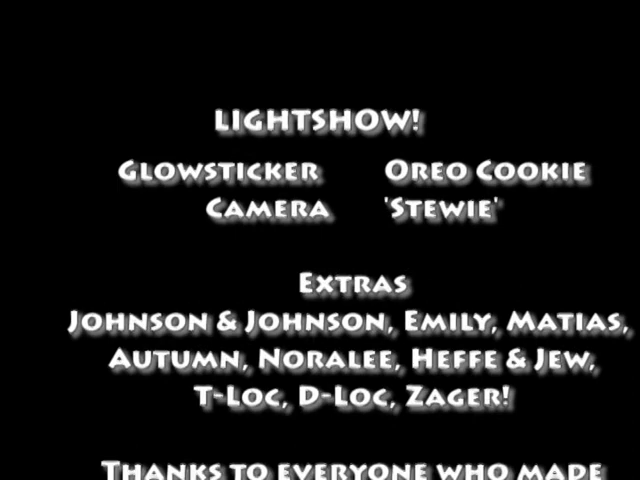 LIGHTSHOW!
GLOWSTICKER OREO COOKIE
CAMERA 'STEWIE'
EXTRAS
JOHNSON & JOHNSON, EMILY, MATIAS,
AUTUMN, NORALEE, HEFFE & JEW,
T-LOC, D-LOC, ZAGER!
THANKS TO EVERYONE WHO MADE